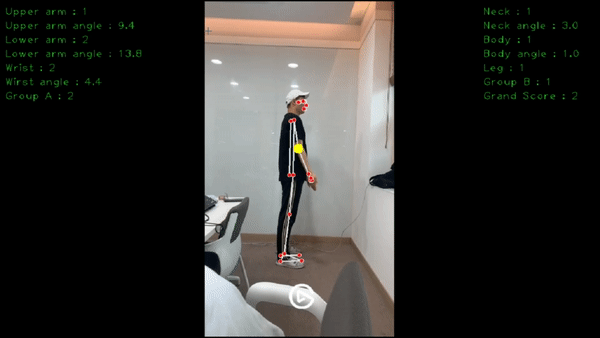 Upper arm : 1
Upper arm angle : 9.4
Lower arm : 2
Lower arm angle : 13.8
Wrist : 2
Wirst angle : 4.4
Group A : 2
Neck : 1
Neck angle : 3.0
Body : 1
Body angle : 1.0
Leg : 1
Group B : 1
Grand Score : 2